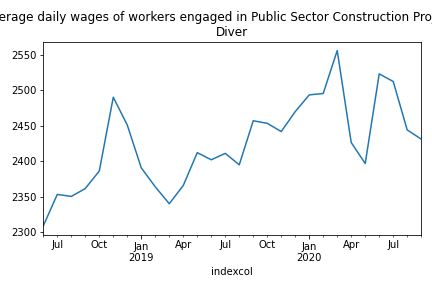 erage daily wages of workers engaged in Public Sector Construction Pro
Diver
2550
2500
2450
2400
2350
2300
Jul Oct Jan Apr Jul Oct Jan Apr Jul
2019 2020
indexcol